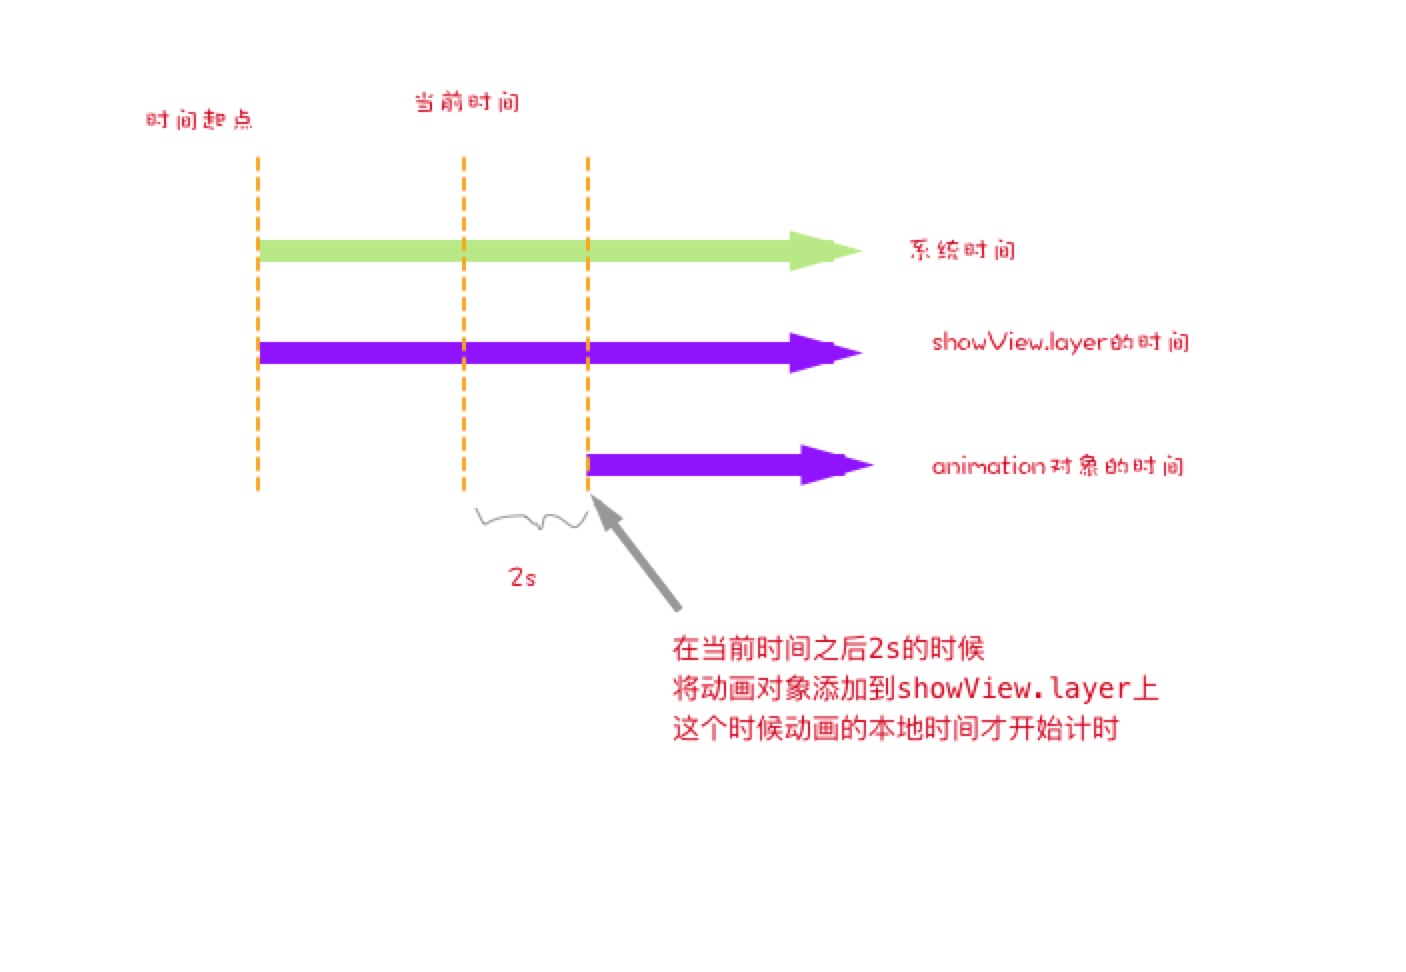 当前时间
时间起点
系统时间
showView.layer的时间
animation对象的时间
2s
在当前时间之后2s的时候
将动画对象添加到showView.layer上
这个时候动画的本地时间才开始计时